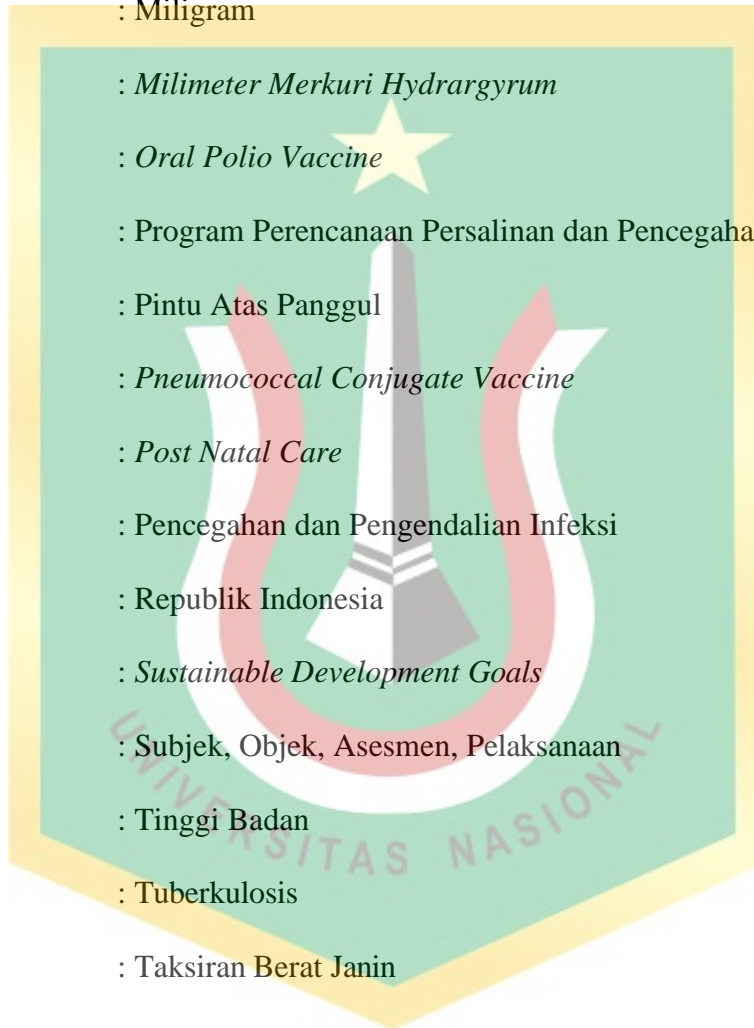 : Miligram
: Milimeter Merkuri Hydrargyrum
: Oral Polio Vaccine
: Program Perencanaan Persalinan dan Pencegaha
: Pintu Atas Panggul
: Pneumococcal Conjugate Vaccine
: Post Natal Care
: Pencegahan dan Pengendalian Infeksi
: Republik Indonesia
: Sustainable Development Goals
: Subjek, Objek, Asesmen, Pelaksanaan
: Tinggi Badan
UNIVERSITAS NASIONAL
: Tuberkulosis
: Taksiran Berat Janin